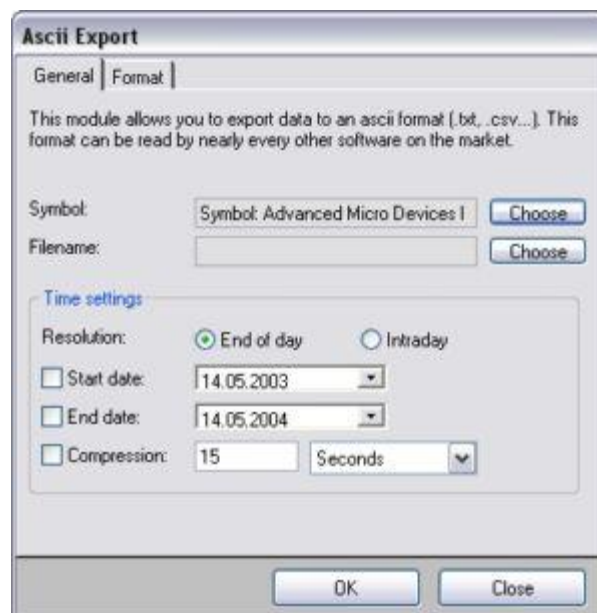 Ascii Export
General Format
This module allows you to export data to an ascii format (.txt, .csv...). This
format can be read by nearly every other software on the market.
Symbol: Symbol: Advanced Micro Devices I Choose
Filename: Choose
Time settings
Resolution: End of day Intraday
Start date: 14.05.2003
End date: 14.05.2004
Compression: 15 Seconds
OK Close